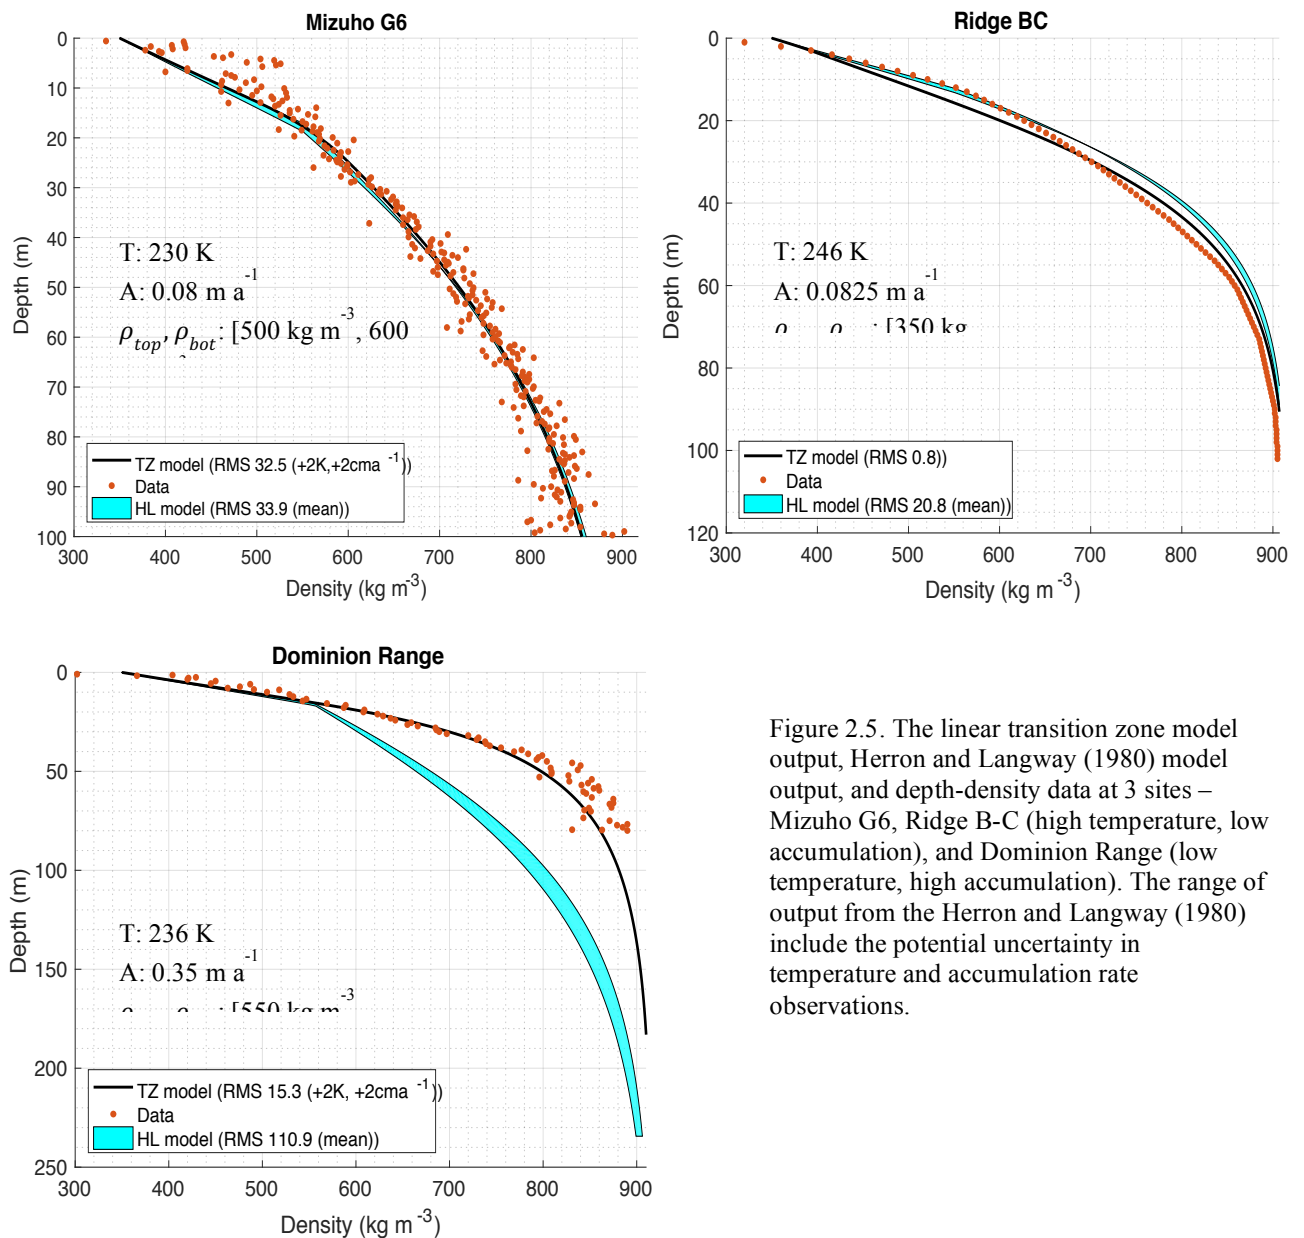 Mizuho G6
0
10
20
30
40
50
60
70
80
90
100
Depth (m)
T: 230 K
A: 0.08 m a⁻¹
ρ_top, ρ_bot: [500 kg m⁻³, 600
TZ model (RMS 32.5 (+2K,+2cma ⁻¹))
Data
HL model (RMS 33.9 (mean))
300 400 500 600 700 800 900
Density (kg m⁻³)
Ridge BC
0
20
40
60
80
100
120
Depth (m)
T: 246 K
A: 0.0825 m a⁻¹
: [350 kg
TZ model (RMS 0.8))
Data
HL model (RMS 20.8 (mean))
300 400 500 600 700 800 900
Density (kg m ⁻³)
Dominion Range
0
50
100
150
200
250
Depth (m)
T: 236 K
A: 0.35 m a⁻¹
: [550 kg m⁻³
TZ model (RMS 15.3 (+2K, +2cma ⁻¹))
Data
HL model (RMS 110.9 (mean))
300 400 500 600 700 800 900
Density (kg m⁻³)
Figure 2.5. The linear transition zone model
output, Herron and Langway (1980) model
output, and depth-density data at 3 sites –
Mizuho G6, Ridge B-C (high temperature, low
accumulation), and Dominion Range (low
temperature, high accumulation). The range of
output from the Herron and Langway (1980)
include the potential uncertainty in
temperature and accumulation rate
observations.